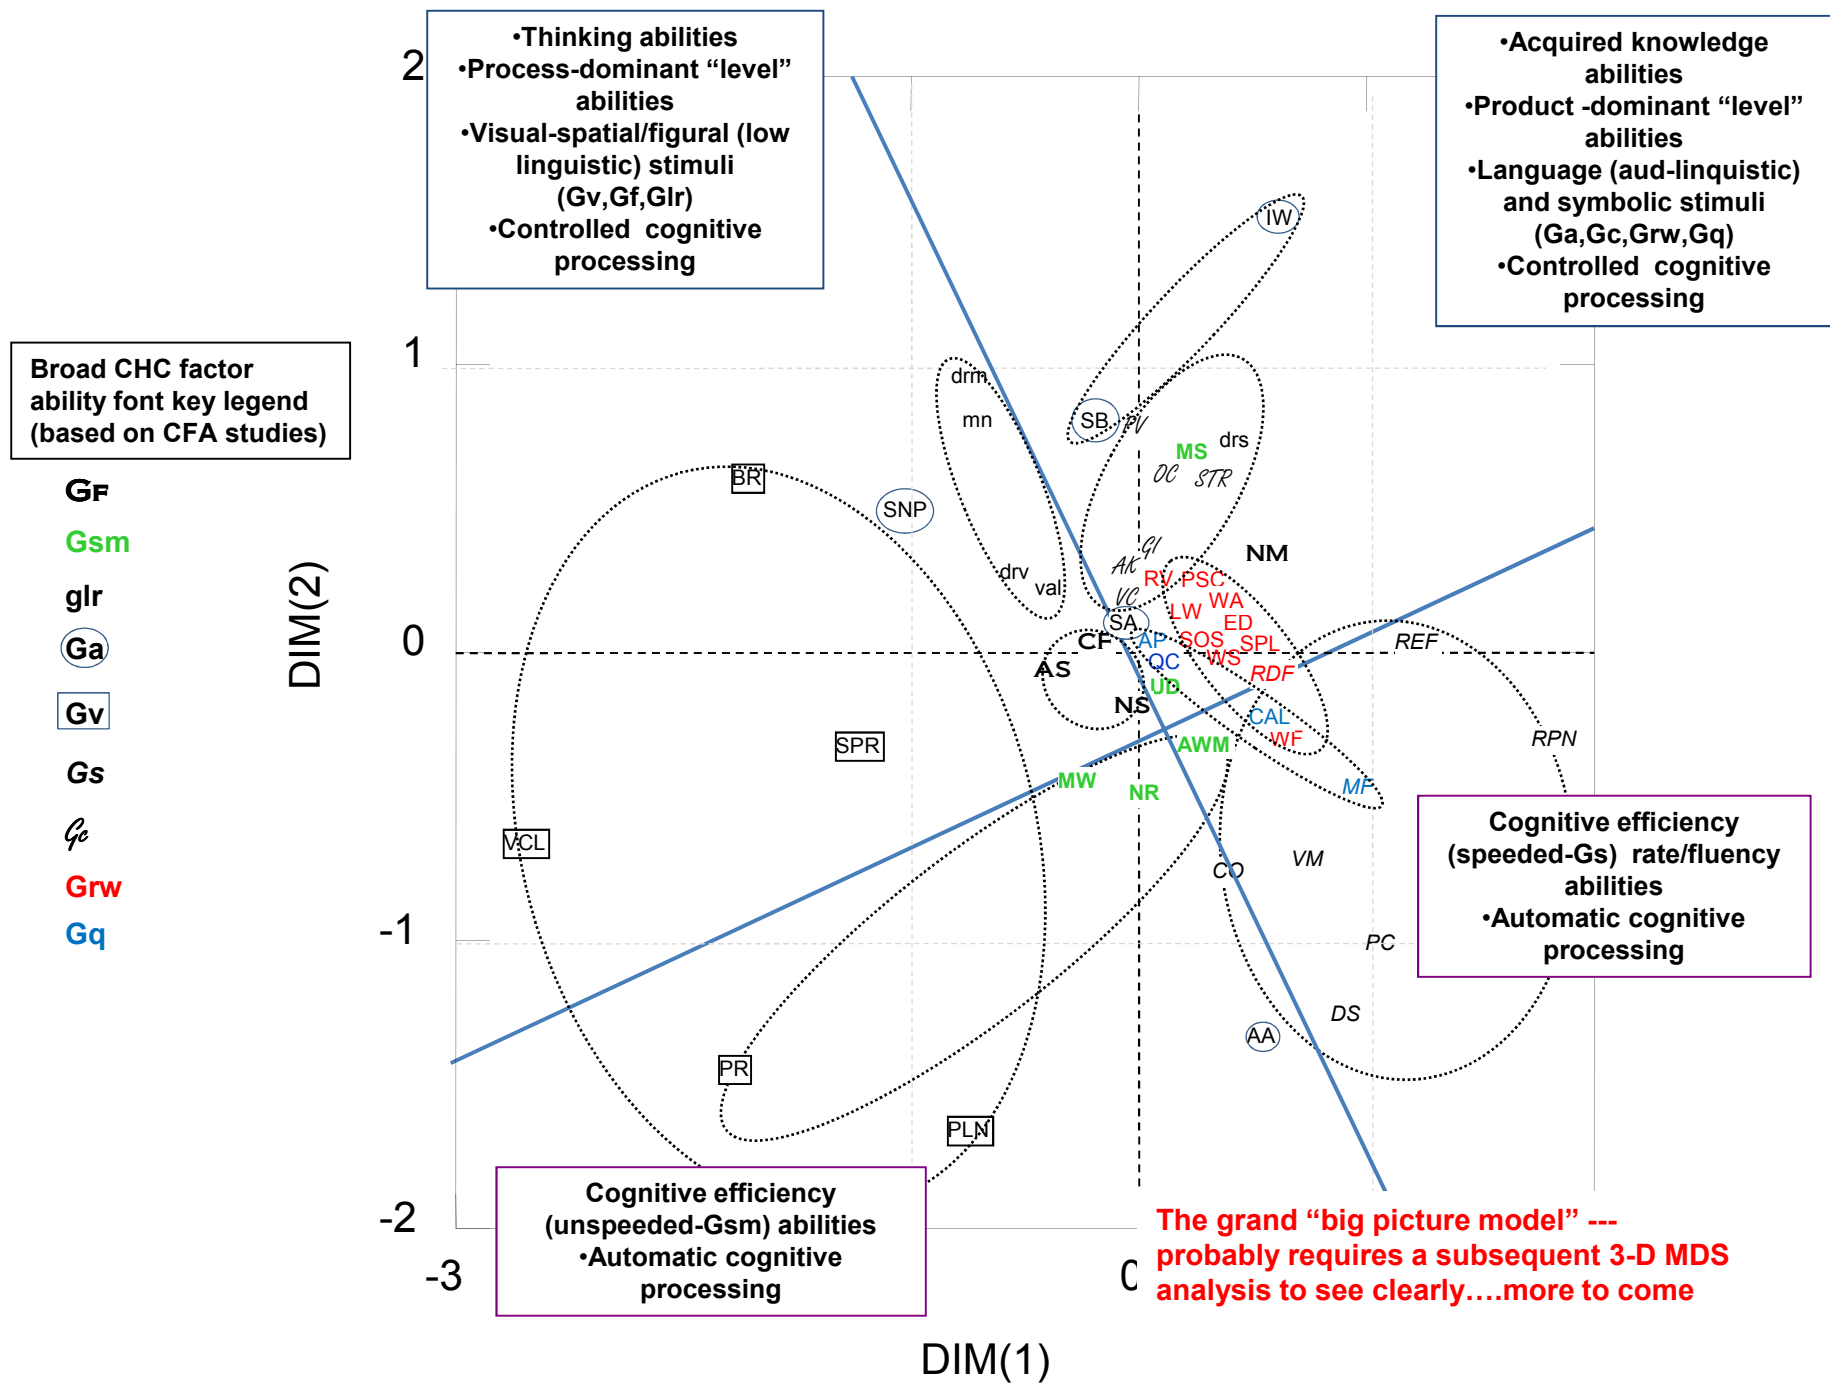 •Thinking abilities
•Process-dominant “level”
abilities
•Visual-spatial/figural (low
linguistic) stimuli
(Gv,Gf,Glr)
•Controlled cognitive
processing
•Acquired knowledge
abilities
•Product -dominant “level”
abilities
•Language (aud-linquistic)
and symbolic stimuli
(Ga,Gc,Grw,Gq)
•Controlled cognitive
processing
Broad CHC factor
ability font key legend
(based on CFA studies)
GF
Gsm
glr
Ga
Gv
Gs
Gc
Grw
Gq
DIM(2)
2
1
0
-1
-2
-3
0
DIM(1)
IW
drm
mn
SB
PV
MS
drs
OC
STR
BR
SNP
GI
NM
AK
drv
val
RV
PSC
VC
WA
LW
SA
ED
CF
AP
SOS
SPL
REF
AS
QC
WS
RDF
UD
NS
CAL
WF
RPN
SPR
AWM
MW
NR
MF
VCL
CO
VM
PC
DS
AA
PR
PLN
Cognitive efficiency
(speeded-Gs) rate/fluency
abilities
•Automatic cognitive
processing
Cognitive efficiency
(unspeeded-Gsm) abilities
•Automatic cognitive
processing
The grand “big picture model” ---
probably requires a subsequent 3-D MDS
analysis to see clearly….more to come